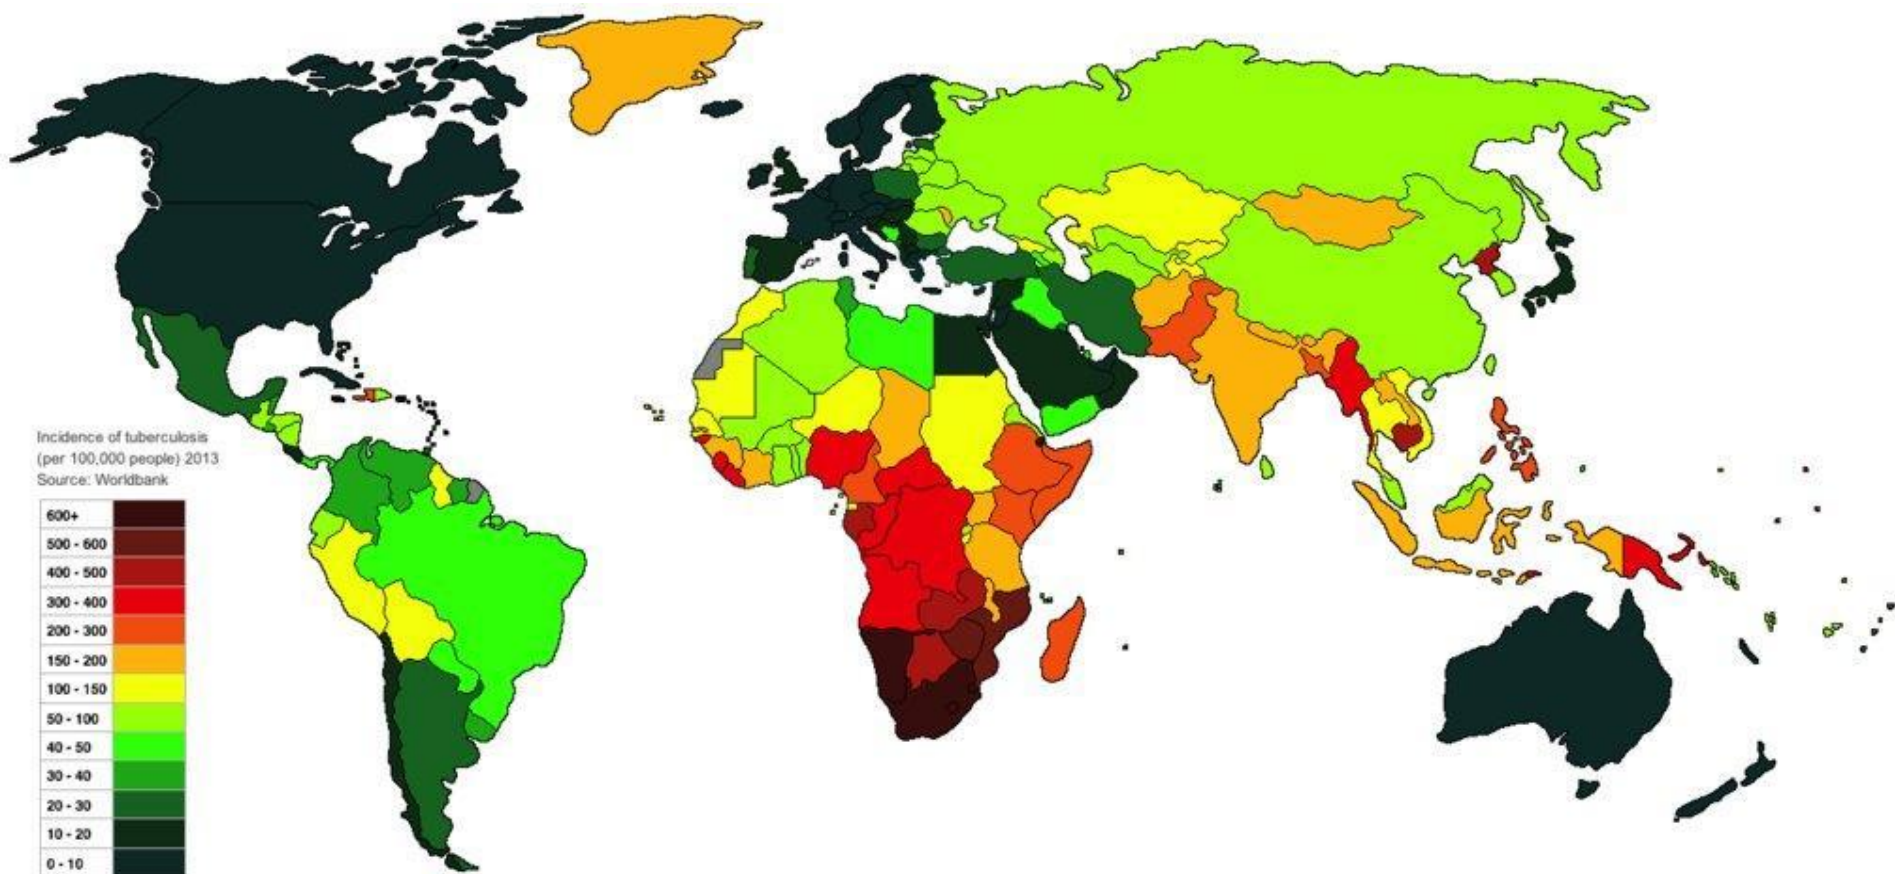 Incidence of tuberculosis
(per 100,000 people) 2013
Source: Worldbank
600+
500 - 600
400 - 500
300 - 400
200 - 300
150 - 200
100 - 150
50 - 100
40 - 50
30 - 40
20 - 30
10 - 20
0 - 10